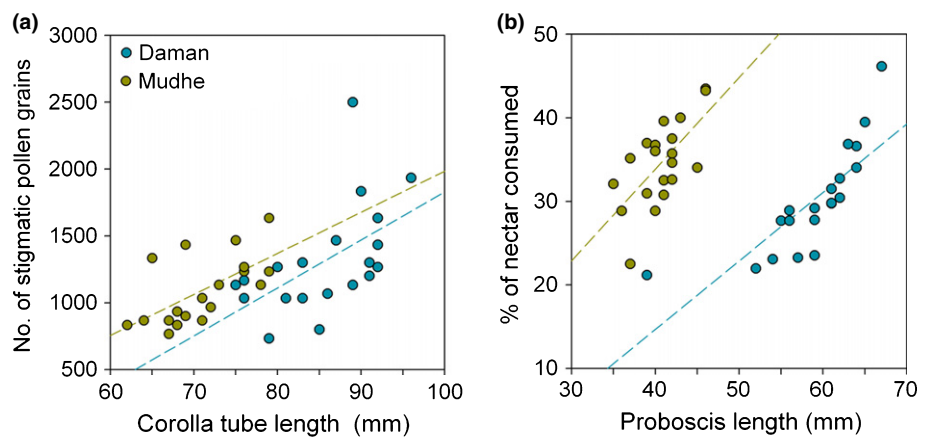 (a)
3000
2500
2000
1500
1000
500
No. of stigmatic pollen grains
Daman
Mudhe
60 70 80 90 100
Corolla tube length (mm)
(b)
50
40
30
20
10
% of nectar consumed
30 40 50 60 70
Proboscis length (mm)